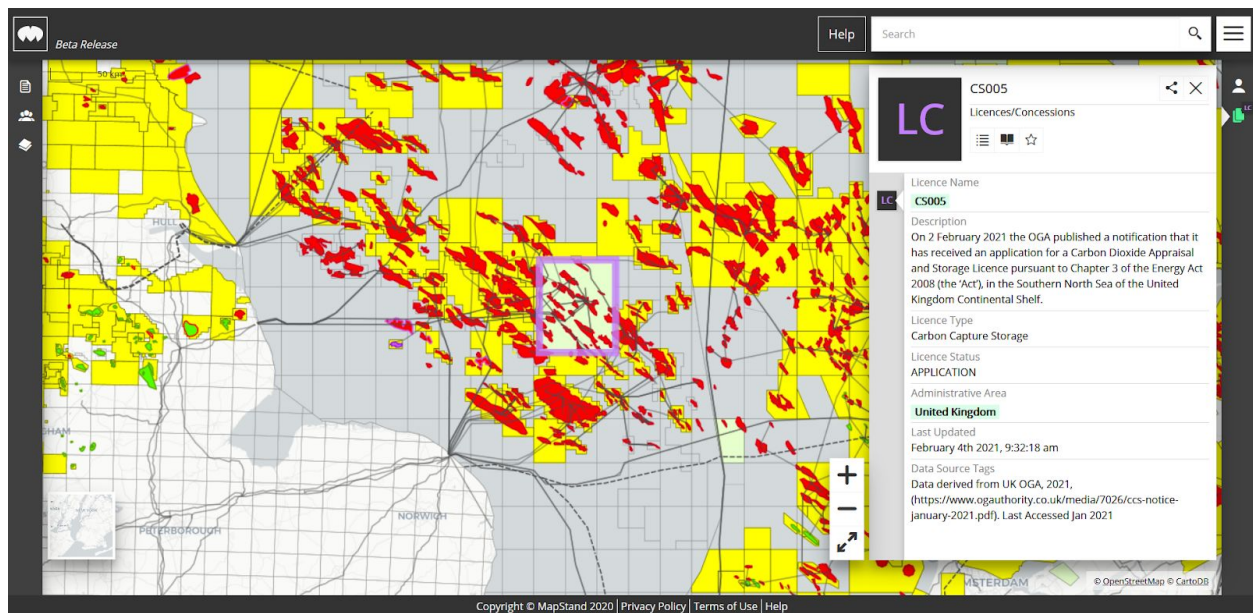 Beta Release
Help
Search
50 km
HULL
GHAM
PETERBOROUGH
NORWICH
MSTERDAM
LC
CS005
Licences/Concessions
LC
LC
Licence Name
CS005
Description
On 2 February 2021 the OGA published a notification that it
has received an application for a Carbon Dioxide Appraisal
and Storage Licence pursuant to Chapter 3 of the Energy Act
2008 (the ‘Act’), in the Southern North Sea of the United
Kingdom Continental Shelf.
Licence Type
Carbon Capture Storage
Licence Status
APPLICATION
Administrative Area
United Kingdom
Last Updated
February 4th 2021, 9:32:18 am
Data Source Tags
Data derived from UK OGA, 2021,
(https://www.ogauthority.co.uk/media/7026/ccs-notice-
january-2021.pdf). Last Accessed Jan 2021
© OpenStreetMap © CartoDB
Copyright © MapStand 2020 | Privacy Policy | Terms of Use | Help